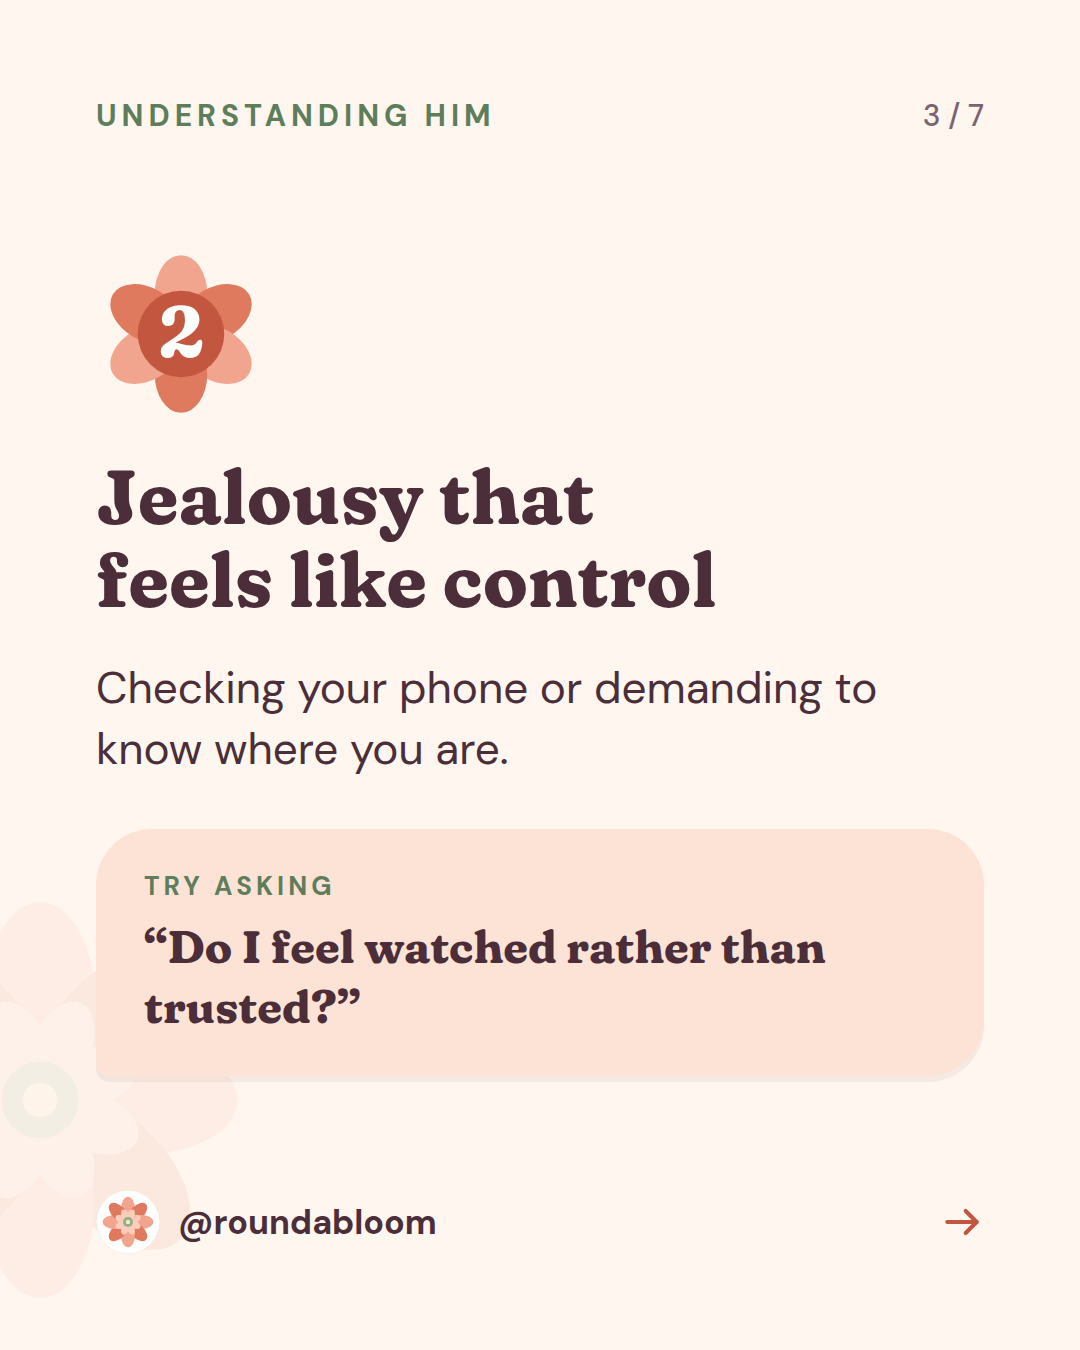 UNDERSTANDING HIM
3 / 7
2
Jealousy that
feels like control
Checking your phone or demanding to
know where you are.
TRY ASKING
“Do I feel watched rather than
trusted?”
@roundabloom